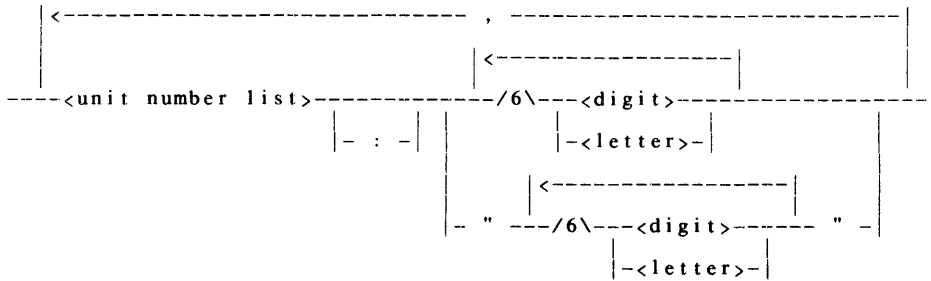 |<------------------------------- , -----------------------------|
|<------------------|
----<unit number list>--------------/6\---<digit>---------------------
|- : -| |-<letter>-|
|<------------------|
|- " ---/6\---<digit>------ " -|
|-<letter>-|